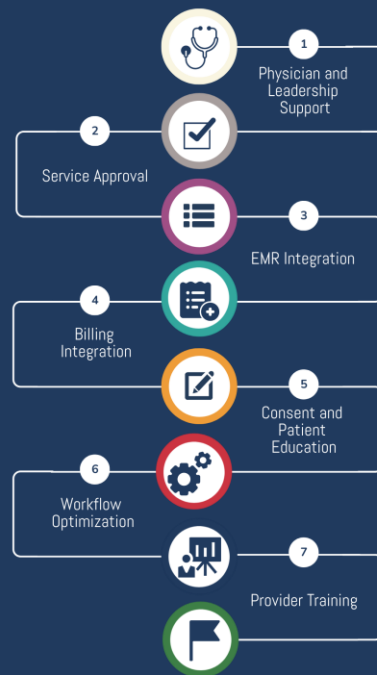 1
Physician and
Leadership
Support
2
Service Approval
3
EMR Integration
4
Billing
Integration
5
Consent and
Patient
Education
6
Workflow
Optimization
7
Provider Training